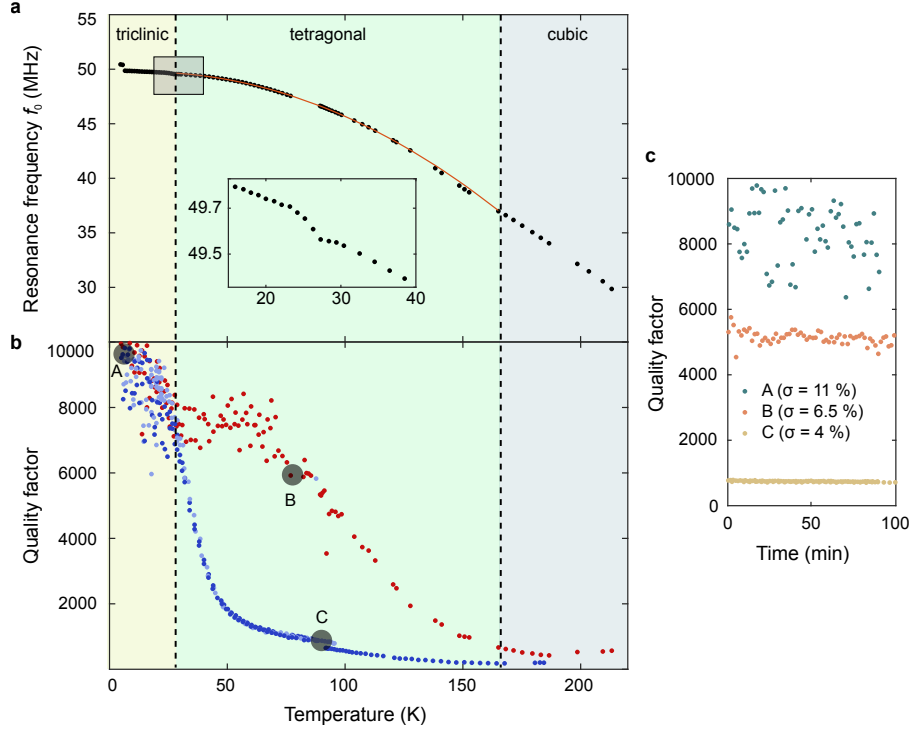 a
triclinic
tetragonal
cubic
Resonance frequency f₀ (MHz)
55
50
45
40
35
30
49.7
49.5
20
30
40
b
Quality factor
10000
8000
6000
4000
2000
A
B
C
0
50
100
150
200
Temperature (K)
c
Quality factor
10000
8000
6000
4000
2000
0
A (σ = 11 %)
B (σ = 6.5 %)
C (σ = 4 %)
0
50
100
Time (min)